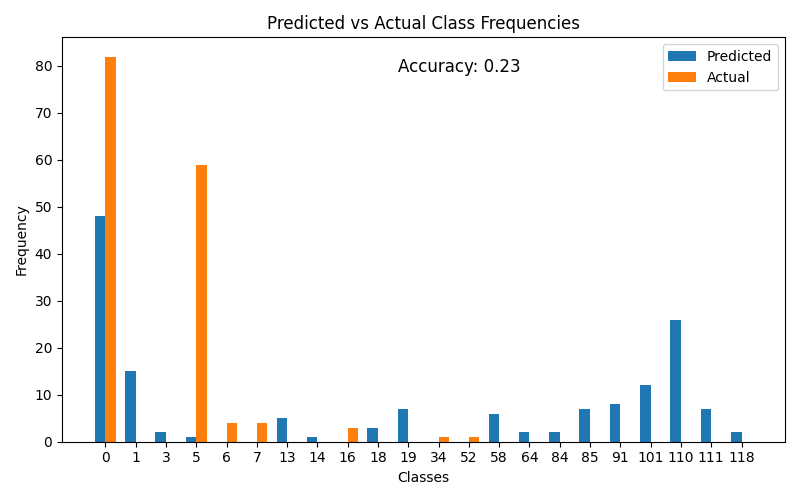 Predicted vs Actual Class Frequencies
Accuracy: 0.23
Predicted
Actual
Frequency
80
70
60
50
40
30
20
10
0
0 1 3 5 6 7 13 14 16 18 19 34 52 58 64 84 85 91 101 110 111 118
Classes